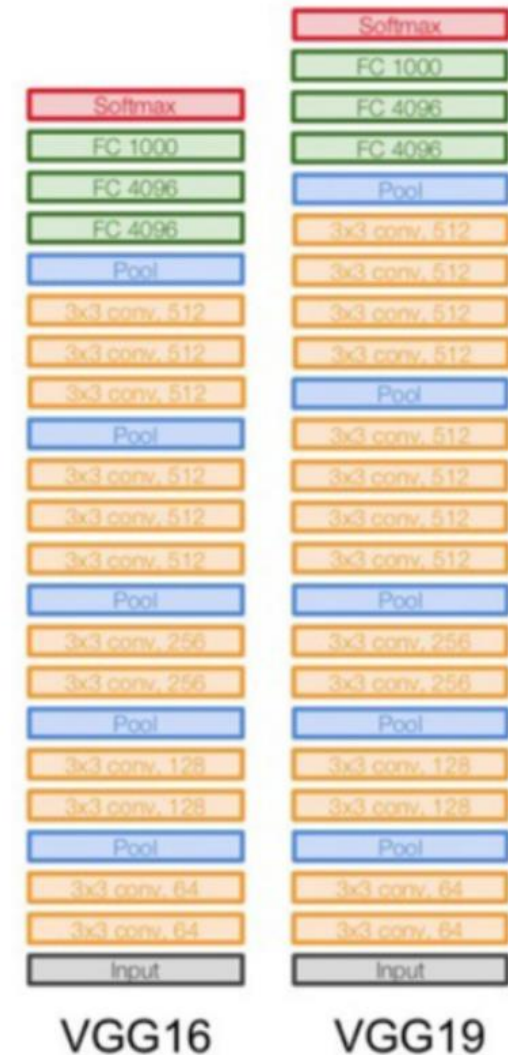 Softmax
FC 1000
FC 4096
FC 4096
Pool
3x3 conv, 512
3x3 conv, 512
3x3 conv, 512
Pool
3x3 conv, 512
3x3 conv, 512
3x3 conv, 512
Pool
3x3 conv, 256
3x3 conv, 256
Pool
3x3 conv, 128
3x3 conv, 128
Pool
3x3 conv, 64
3x3 conv, 64
Input
VGG16
Softmax
FC 1000
FC 4096
FC 4096
Pool
3x3 conv, 512
3x3 conv, 512
3x3 conv, 512
3x3 conv, 512
Pool
3x3 conv, 512
3x3 conv, 512
3x3 conv, 512
3x3 conv, 512
Pool
3x3 conv, 256
3x3 conv, 256
Pool
3x3 conv, 128
3x3 conv, 128
Pool
3x3 conv, 64
3x3 conv, 64
Input
VGG19